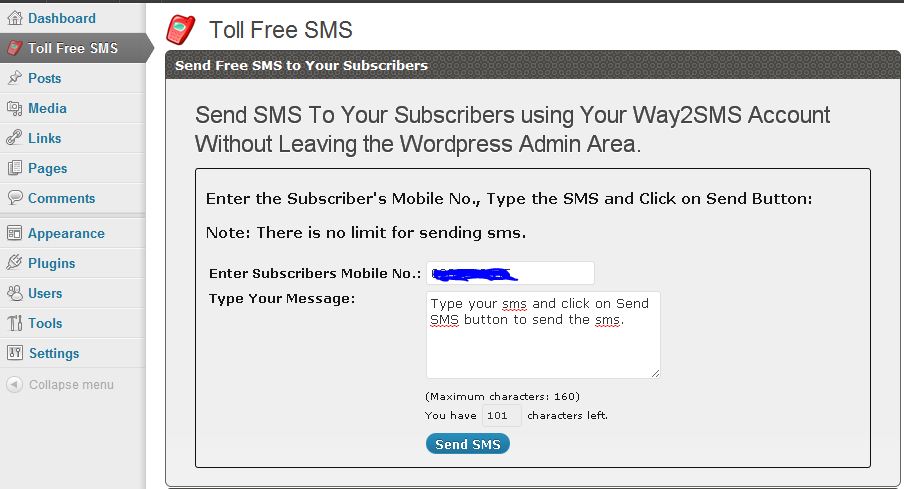 Dashboard
Toll Free SMS
Posts
Media
Links
Pages
Comments
Appearance
Plugins
Users
Tools
Settings
Collapse menu
Toll Free SMS
Send Free SMS to Your Subscribers
Send SMS To Your Subscribers using Your Way2SMS Account
Without Leaving the Wordpress Admin Area.
Enter the Subscriber's Mobile No., Type the SMS and Click on Send Button:
Note: There is no limit for sending sms.
Enter Subscribers Mobile No.:
Type Your Message:
Type your sms and click on Send
SMS button to send the sms.
(Maximum characters: 160)
You have 101 characters left.
Send SMS